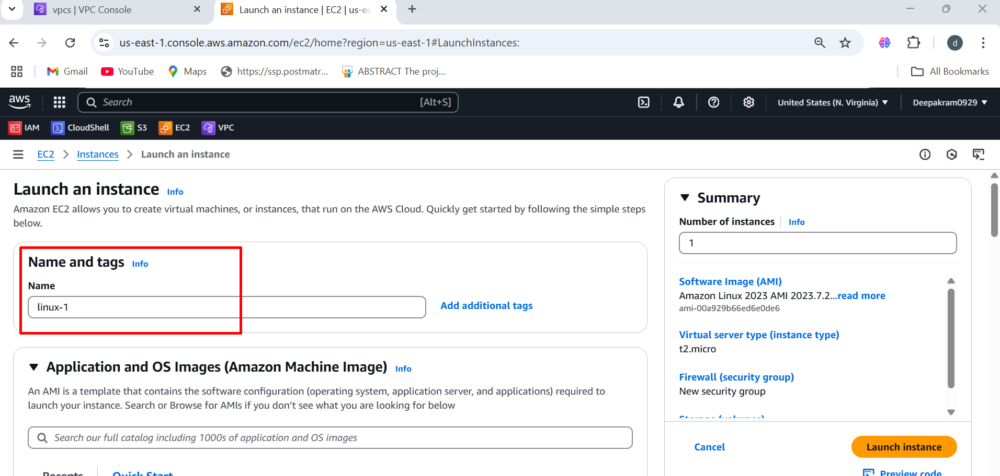 vpcs | VPC Console
Launch an instance | EC2 | us-ea
us-east-1.console.aws.amazon.com/ec2/home?region=us-east-1#LaunchInstances:
d
Gmail
YouTube
Maps
https://ssp.postmatr...
ABSTRACT The proj...
All Bookmarks
aws
Search
[Alt+S]
United States (N. Virginia)
Deepakram0929
IAM
CloudShell
S3
EC2
VPC
EC2
Instances
Launch an instance
Launch an instance Info
Amazon EC2 allows you to create virtual machines, or instances, that run on the AWS Cloud. Quickly get started by following the simple steps
below.
Name and tags Info
Name
linux-1
Add additional tags
Application and OS Images (Amazon Machine Image) Info
An AMI is a template that contains the software configuration (operating system, application server, and applications) required to
launch your instance. Search or Browse for AMIs if you don’t see what you are looking for below
Search our full catalog including 1000s of application and OS images
Recents
Quick Start
Summary
Number of instances Info
1
Software Image (AMI)
Amazon Linux 2023 AMI 2023.7.2...read more
ami-00a929b66ed6e0de6
Virtual server type (instance type)
t2.micro
Firewall (security group)
New security group
Storage (volumes)
Cancel
Launch instance
Preview code